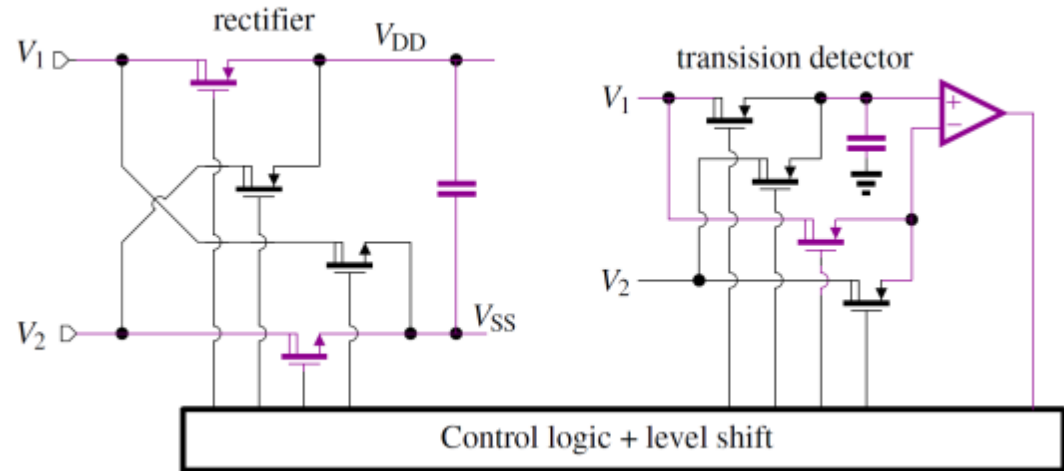 rectifier
V1
VDD
transision detector
V1
+
−
V2
V2
VSS
Control logic + level shift